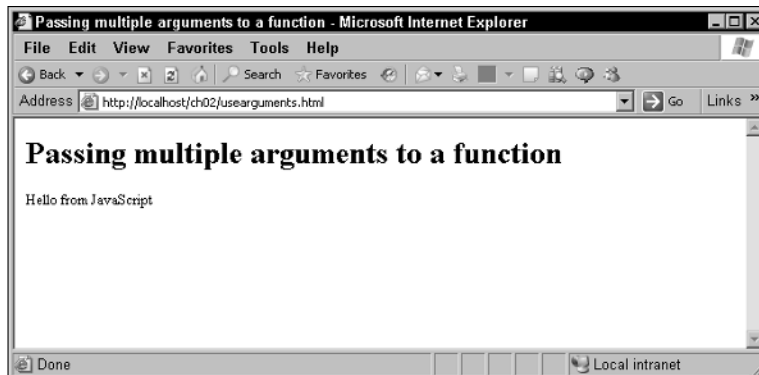 Passing multiple arguments to a function - Microsoft Internet Explorer
File Edit View Favorites Tools Help
Back Search Favorites
Address http://localhost/ch02/usearguments.html Go Links »
Passing multiple arguments to a function
Hello from JavaScript
Done Local intranet